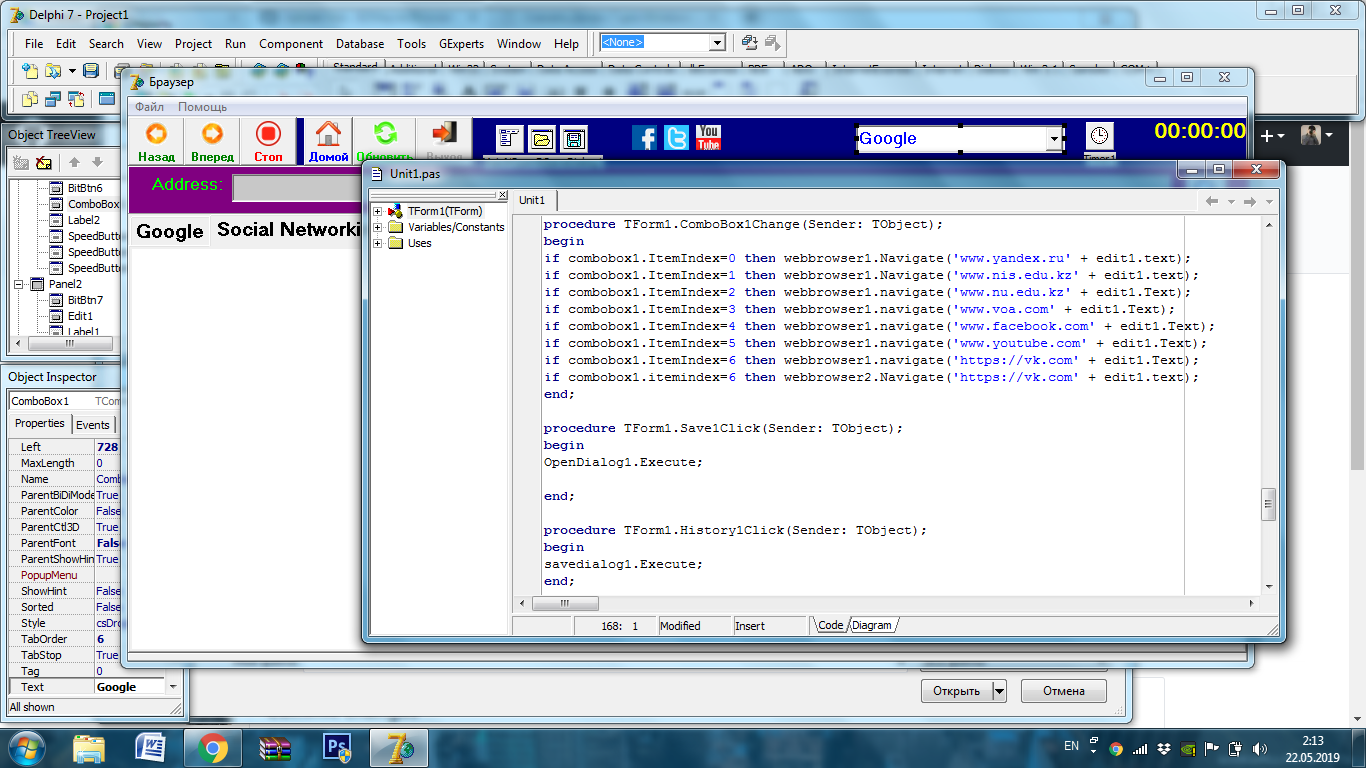 Delphi 7 - Project1
File Edit Search View Project Run Component Database Tools GExperts Window Help
<None>
Standard
Браузер
Файл Помощь
Назад Вперед Стоп Домой Обновить Выход
You
Tube
Google
00:00:00
Timer1
Address:
Google Social Networki
Object TreeView
BitBtn6
ComboBox
Label2
SpeedButto
SpeedButto
SpeedButto
Panel2
BitBtn7
Edit1
Label1
Object Inspector
ComboBox1 TCom
Properties Events
Left 728
MaxLength 0
Name Comb
ParentBiDiMode True
ParentColor False
ParentCtl3D True
ParentFont False
ParentShowHin True
PopupMenu
ShowHint False
Sorted False
Style csDro
TabOrder 6
TabStop True
Tag 0
Text Google
All shown
Unit1.pas
TForm1(TForm)
Variables/Constants
Uses
Unit1
procedure TForm1.ComboBox1Change(Sender: TObject);
begin
if combobox1.ItemIndex=0 then webbrowser1.Navigate('www.yandex.ru' + edit1.text);
if combobox1.ItemIndex=1 then webbrowser1.Navigate('www.nis.edu.kz' + edit1.text);
if combobox1.ItemIndex=2 then webbrowser1.navigate('www.nu.edu.kz' + edit1.Text);
if combobox1.ItemIndex=3 then webbrowser1.navigate('www.voa.com' + edit1.Text);
if combobox1.ItemIndex=4 then webbrowser1.navigate('www.facebook.com' + edit1.Text);
if combobox1.ItemIndex=5 then webbrowser1.navigate('www.youtube.com' + edit1.Text);
if combobox1.ItemIndex=6 then webbrowser1.navigate('https://vk.com' + edit1.Text);
if combobox1.itemindex=6 then webbrowser2.Navigate('https://vk.com' + edit1.text);
end;
procedure TForm1.Save1Click(Sender: TObject);
begin
OpenDialog1.Execute;
end;
procedure TForm1.History1Click(Sender: TObject);
begin
savedialog1.Execute;
end;
168: 1 Modified Insert Code Diagram
Открыть Отмена
EN
2:13
22.05.2019